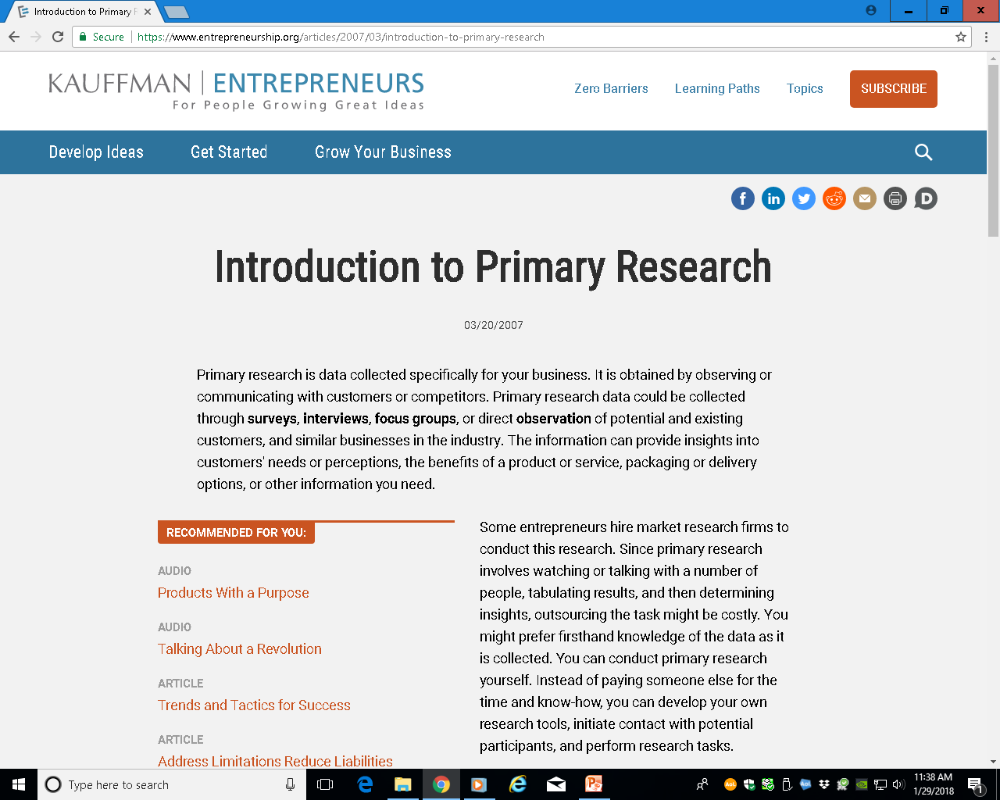 Introduction to Primary R
Secure
https://www.entrepreneurship.org/articles/2007/03/introduction-to-primary-research
KAUFFMAN | ENTREPRENEURS
For People Growing Great Ideas
Zero Barriers
Learning Paths
Topics
SUBSCRIBE
Develop Ideas
Get Started
Grow Your Business
Introduction to Primary Research
03/20/2007
Primary research is data collected specifically for your business. It is obtained by observing or
communicating with customers or competitors. Primary research data could be collected
through surveys, interviews, focus groups, or direct observation of potential and existing
customers, and similar businesses in the industry. The information can provide insights into
customers' needs or perceptions, the benefits of a product or service, packaging or delivery
options, or other information you need.
RECOMMENDED FOR YOU:
AUDIO
Products With a Purpose
AUDIO
Talking About a Revolution
ARTICLE
Trends and Tactics for Success
ARTICLE
Address Limitations Reduce Liabilities
Some entrepreneurs hire market research firms to
conduct this research. Since primary research
involves watching or talking with a number of
people, tabulating results, and then determining
insights, outsourcing the task might be costly. You
might prefer firsthand knowledge of the data as it
is collected. You can conduct primary research
yourself. Instead of paying someone else for the
time and know-how, you can develop your own
research tools, initiate contact with potential
participants, and perform research tasks.
Type here to search
11:38 AM
1/29/2018
1